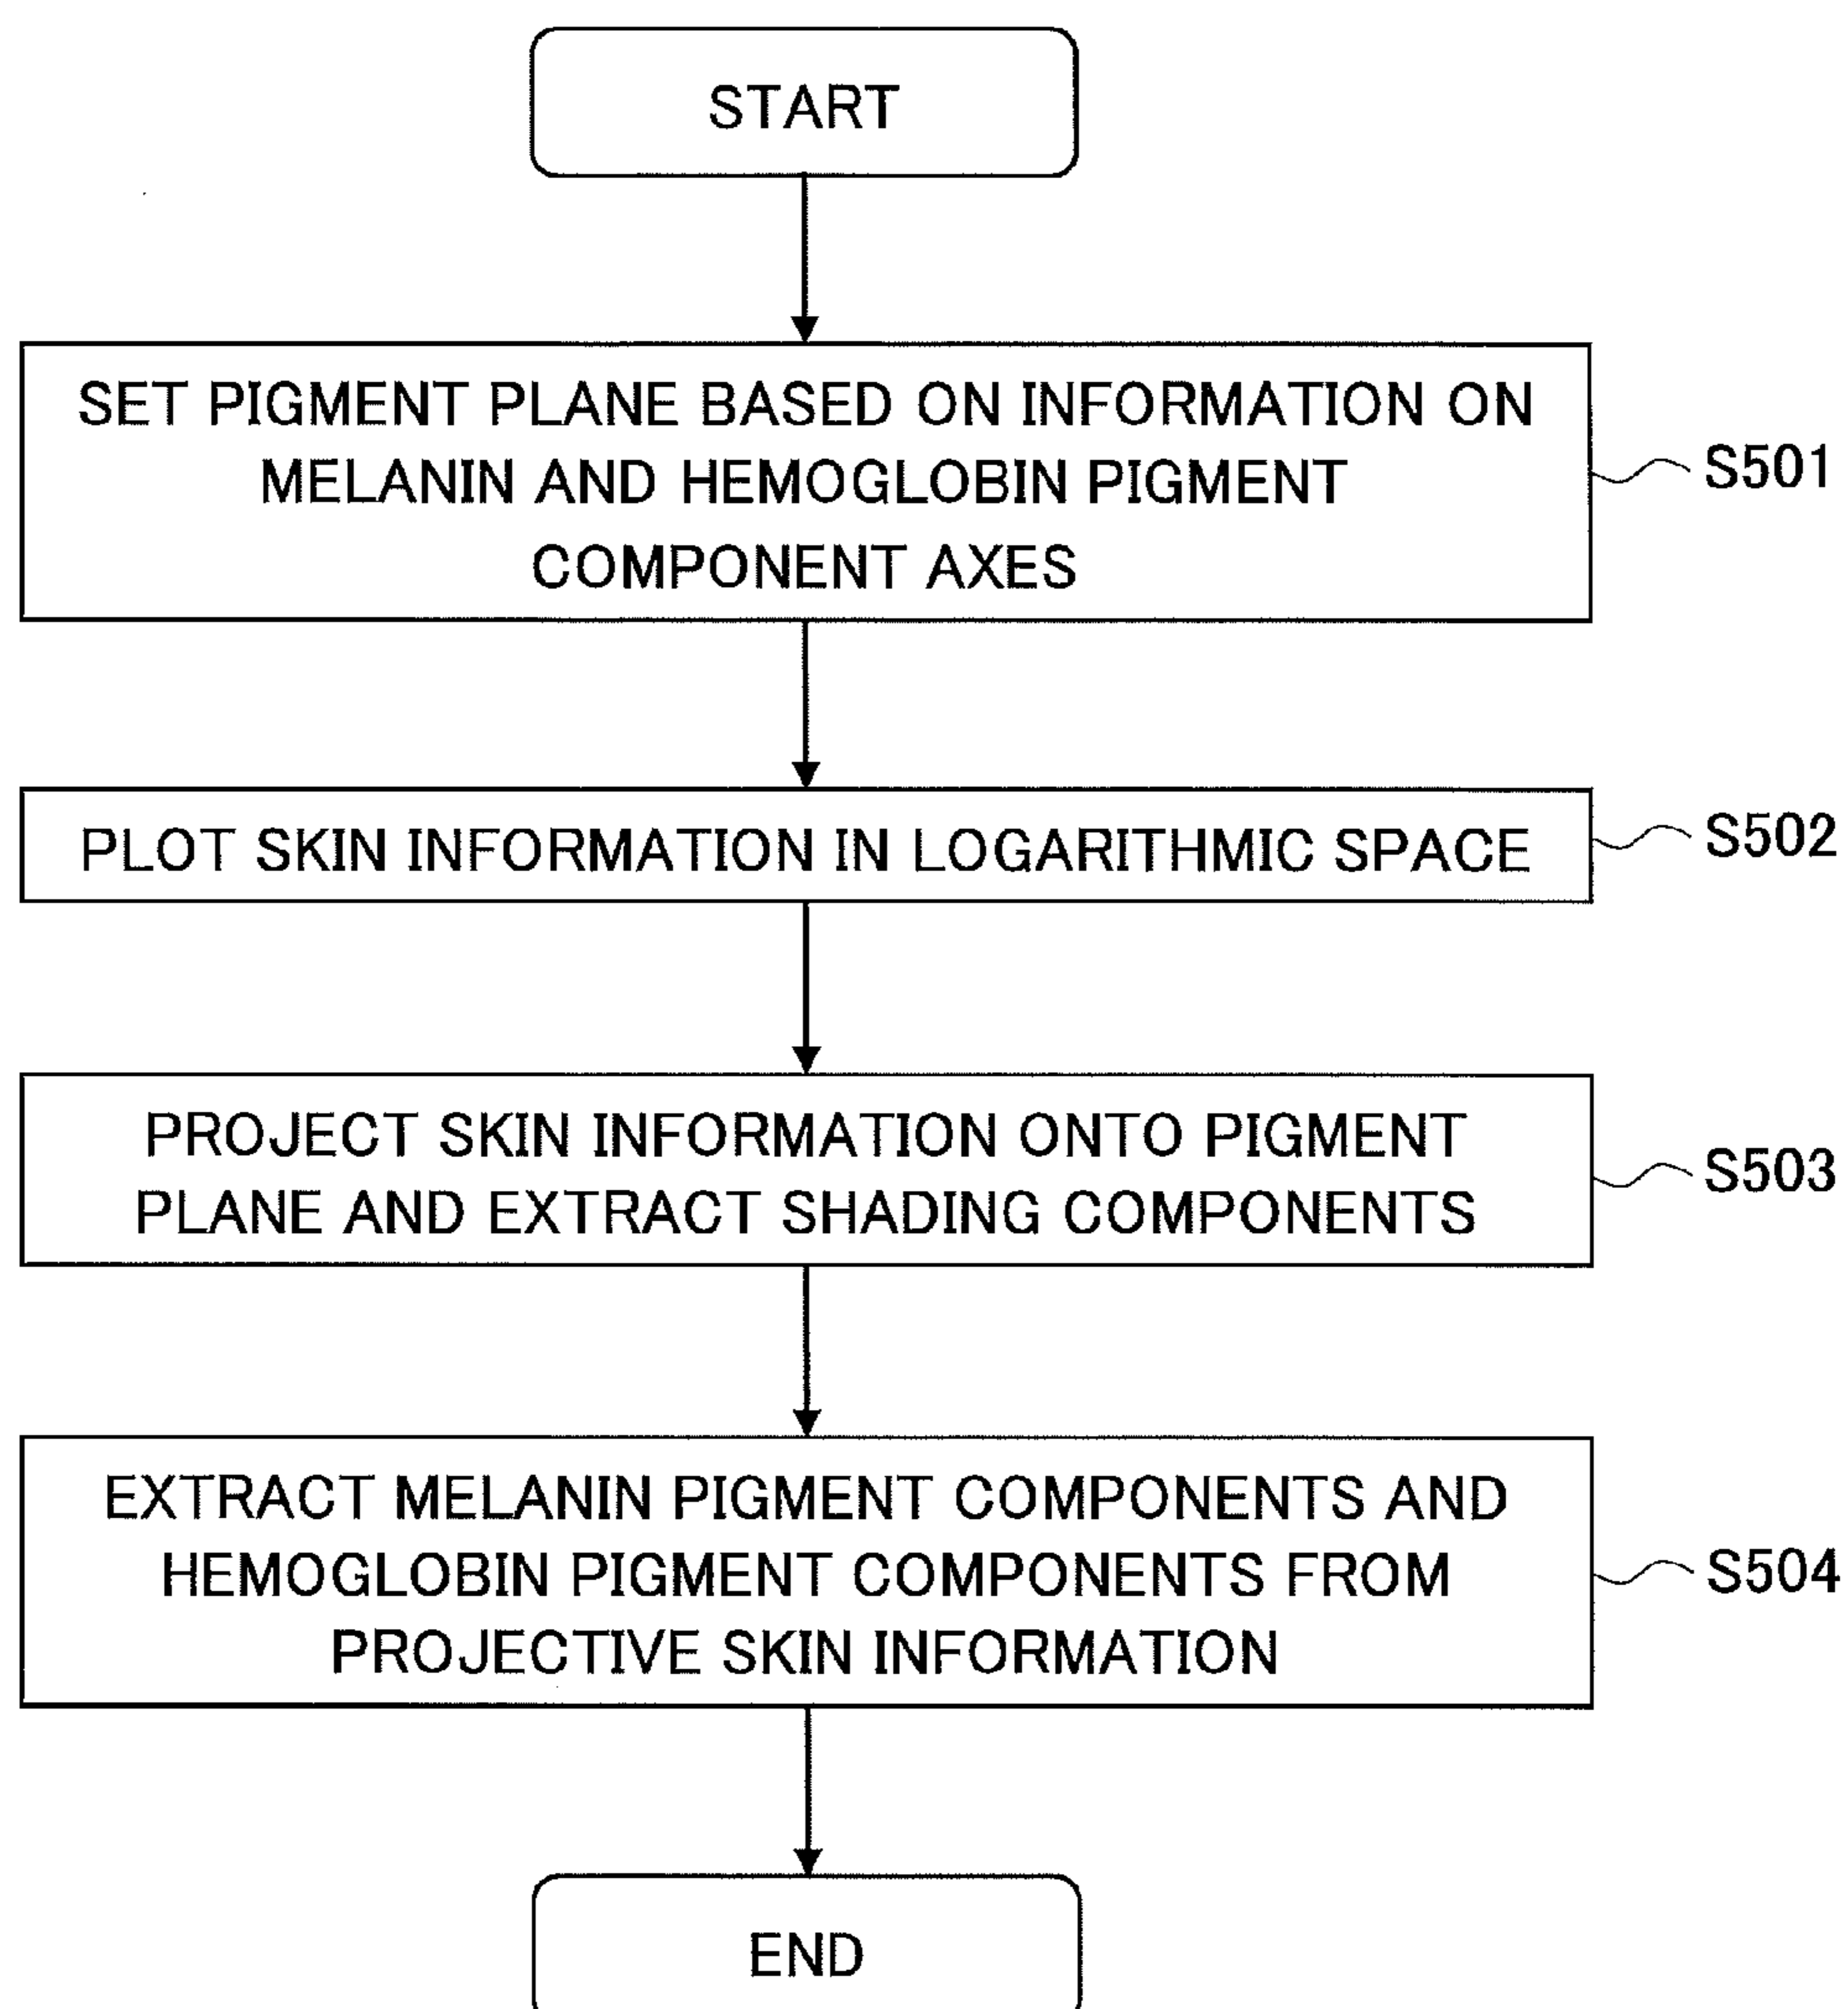 START
SET PIGMENT PLANE BASED ON INFORMATION ON
MELANIN AND HEMOGLOBIN PIGMENT
COMPONENT AXES
S501
PLOT SKIN INFORMATION IN LOGARITHMIC SPACE
S502
PROJECT SKIN INFORMATION ONTO PIGMENT
PLANE AND EXTRACT SHADING COMPONENTS
S503
EXTRACT MELANIN PIGMENT COMPONENTS AND
HEMOGLOBIN PIGMENT COMPONENTS FROM
PROJECTIVE SKIN INFORMATION
S504
END